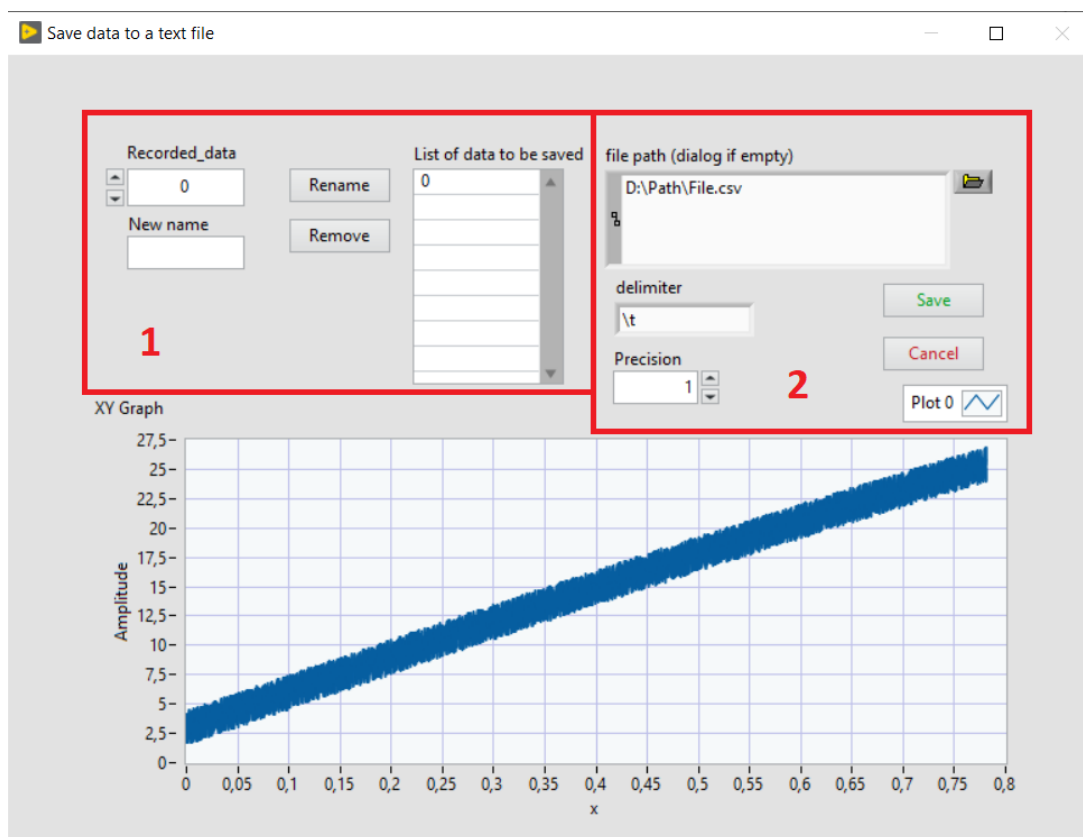 Save data to a text file
Recorded_data
0
Rename
New name
Remove
1
List of data to be saved
0
file path (dialog if empty)
D:\Path\File.csv
delimiter
\t
Save
Precision
1
Cancel
2
Plot 0
XY Graph
27,5
25
22,5
20
17,5
15
12,5
10
7,5
5
2,5
0
Amplitude
0 0,05 0,1 0,15 0,2 0,25 0,3 0,35 0,4 0,45 0,5 0,55 0,6 0,65 0,7 0,75 0,8
x